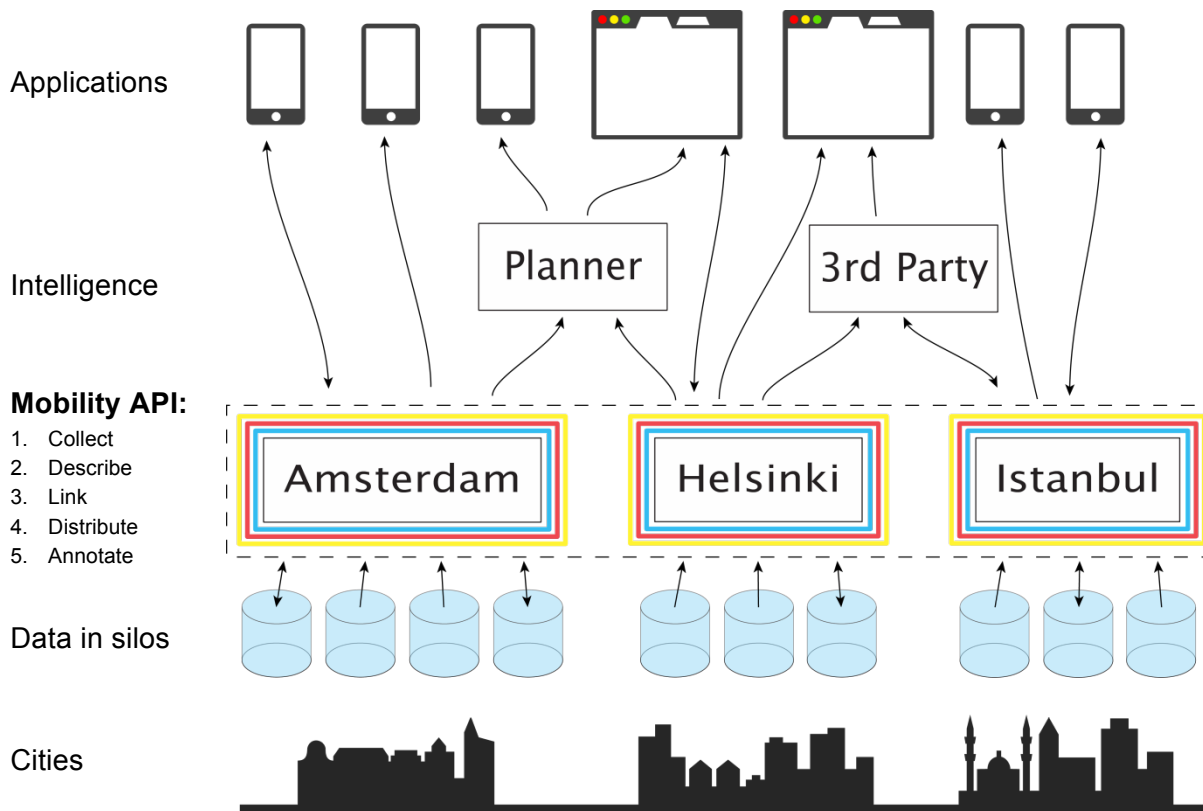 Applications
Planner
3rd Party
Intelligence
Mobility API:
1. Collect
2. Describe
3. Link
4. Distribute
5. Annotate
Amsterdam
Helsinki
Istanbul
Data in silos
Cities